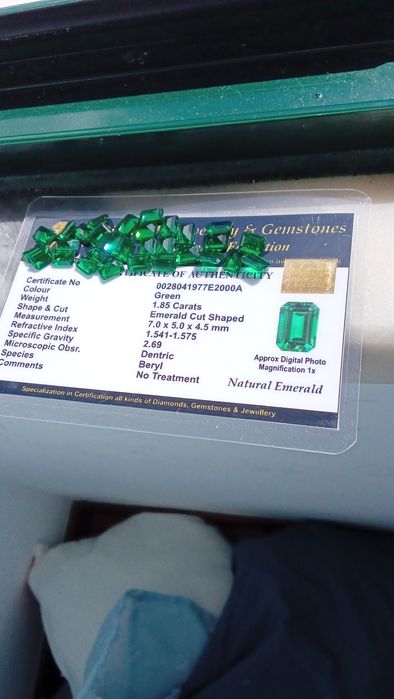 & Gemstones
CERTIFICATE OF AUTHENTICITY
Certificate No 0028041977E2000A
Colour Green
Weight 1.85 Carats
Shape & Cut Emerald Cut Shaped
Measurement 7.0 x 5.0 x 4.5 mm
Refractive Index 1.541-1.575
Specific Gravity 2.69
Microscopic Obsr. Dentric
Species Beryl
Comments No Treatment
Approx Digital Photo
Magnification 1x
Natural Emerald
Specialization in Certification all kinds of Diamonds, Gemstones & Jewellery